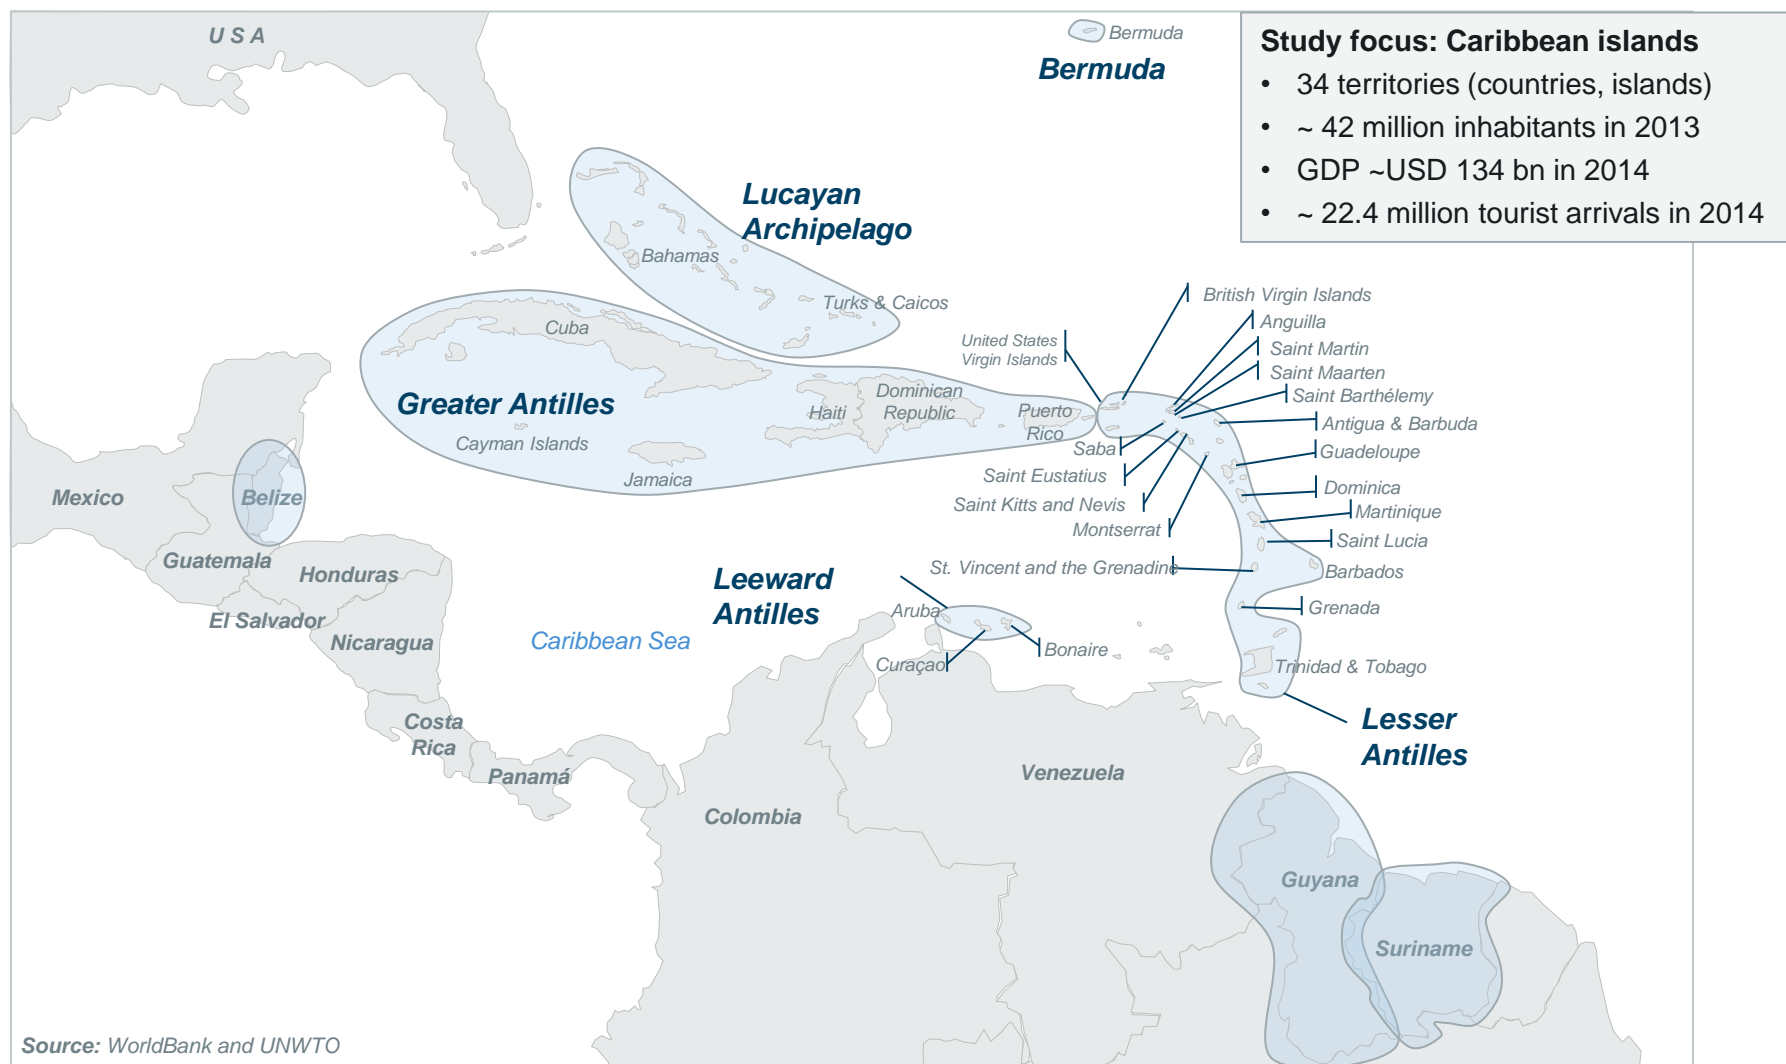 U S A
Bermuda
Bermuda
Study focus: Caribbean islands
• 34 territories (countries, islands)
• ~ 42 million inhabitants in 2013
• GDP ~USD 134 bn in 2014
• ~ 22.4 million tourist arrivals in 2014
Lucayan
Archipelago
Bahamas
Turks & Caicos
British Virgin Islands
Anguilla
United States
Virgin Islands
Saint Martin
Saint Maarten
Saint Barthélemy
Antigua & Barbuda
Guadeloupe
Dominica
Martinique
Saint Lucia
Barbados
Grenada
Trinidad & Tobago
Cuba
Greater Antilles
Cayman Islands
Jamaica
Haiti
Dominican
Republic
Puerto
Rico
Saba
Saint Eustatius
Saint Kitts and Nevis
Montserrat
St. Vincent and the Grenadine
Mexico
Belize
Guatemala
Honduras
El Salvador
Nicaragua
Costa
Rica
Panamá
Caribbean Sea
Leeward
Antilles
Aruba
Curaçao
Bonaire
Lesser
Antilles
Venezuela
Colombia
Guyana
Suriname
Source: WorldBank and UNWTO